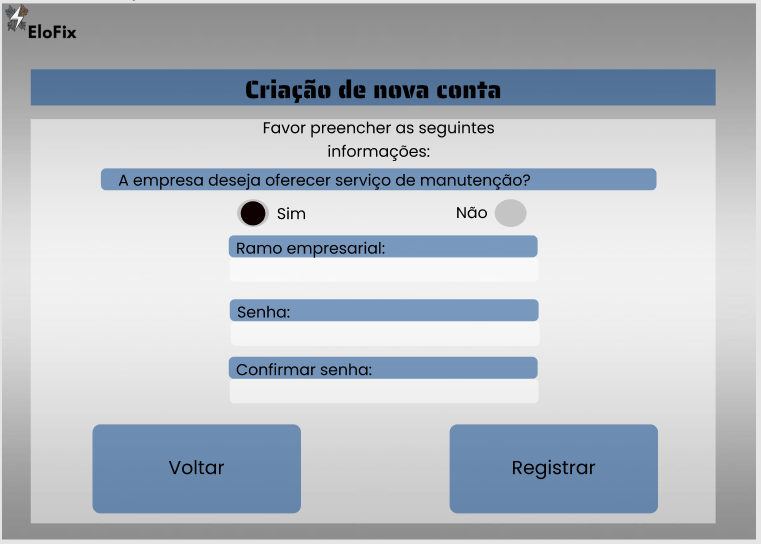 EloFix
Criação de nova conta
Favor preencher as seguintes
informações:
A empresa deseja oferecer serviço de manutenção?
Sim Não
Ramo empresarial:
Senha:
Confirmar senha:
Voltar Registrar